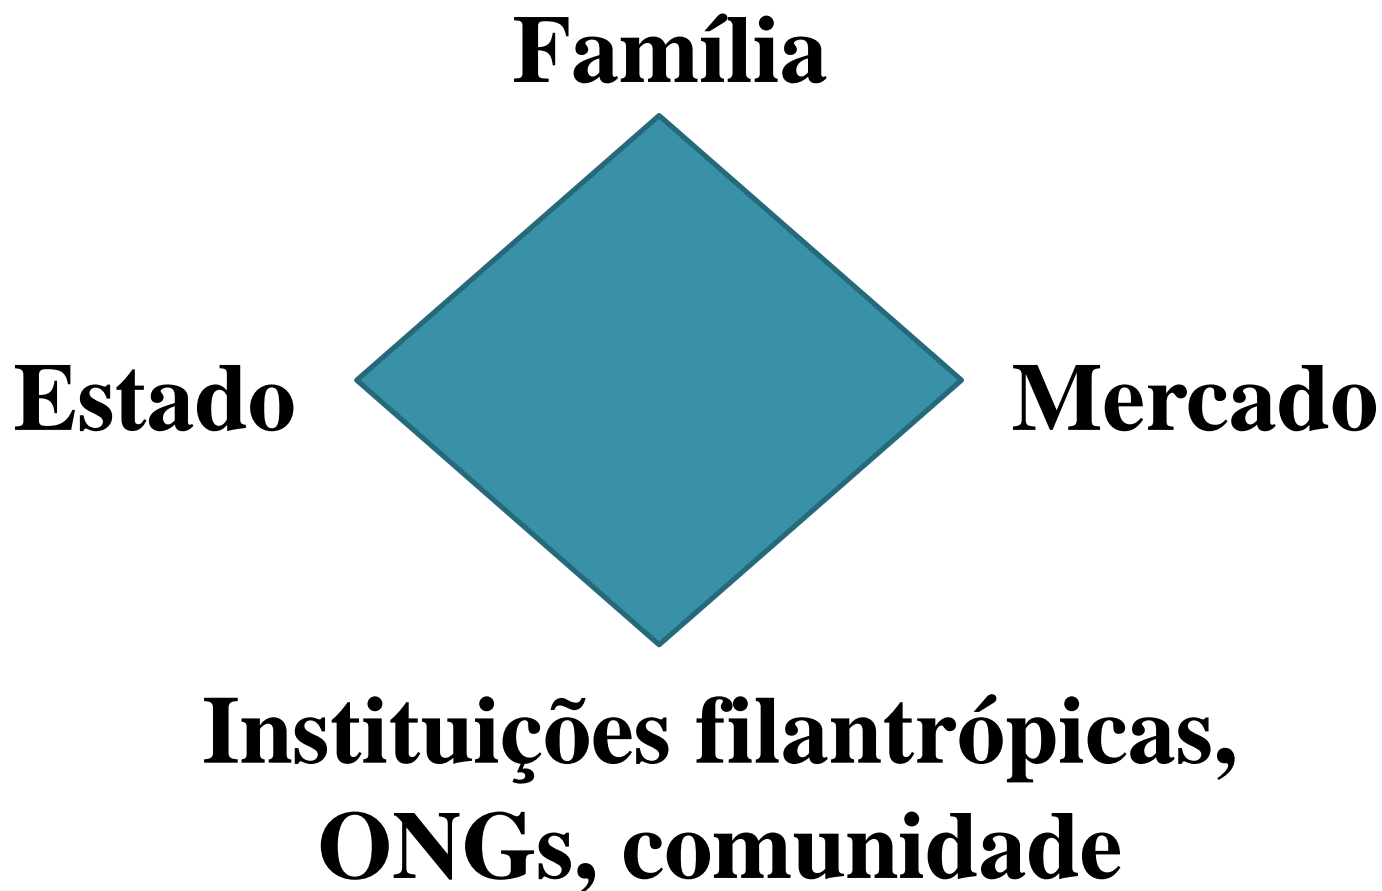 Família
Estado
Mercado
Instituições filantrópicas,
ONGs, comunidade